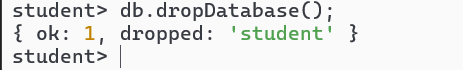 student> db.dropDatabase();
{ ok: 1, dropped: 'student' }
student>